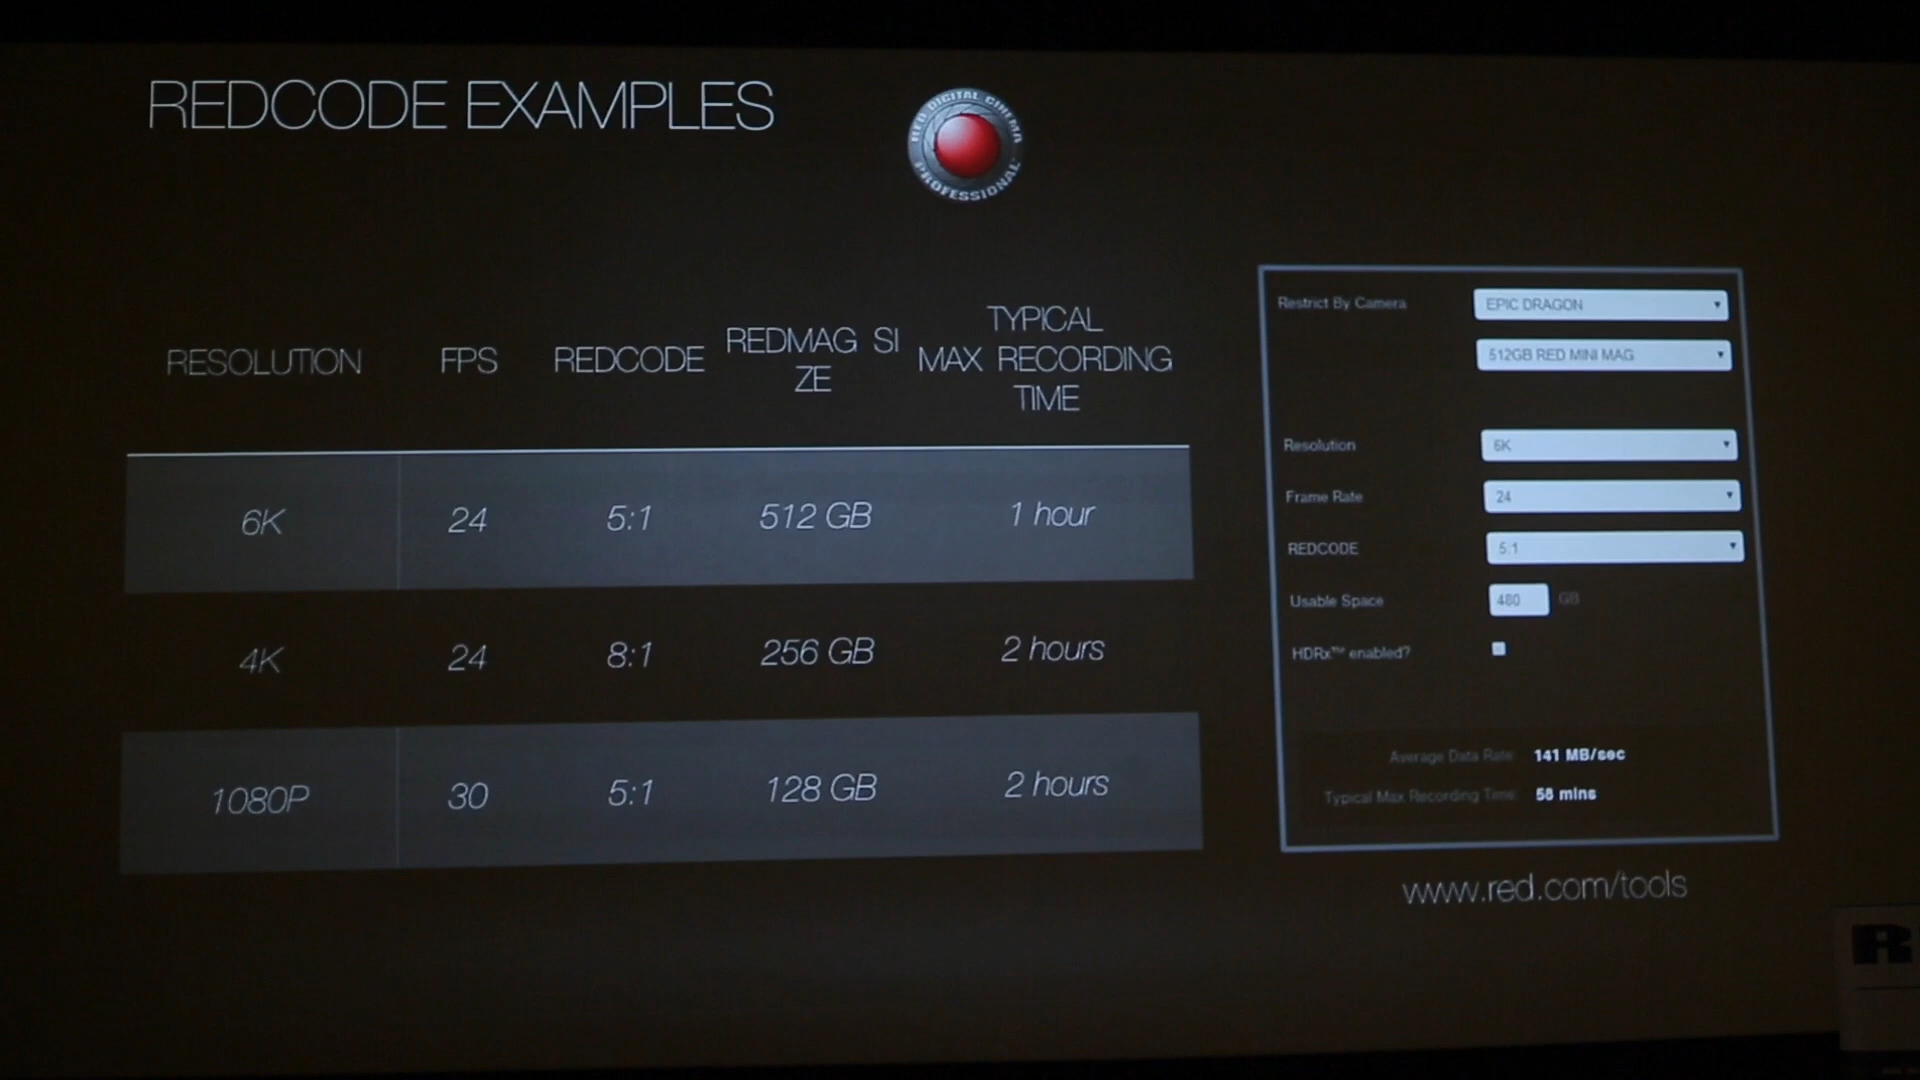 REDCODE EXAMPLES
RED DIGITAL CINEMA
PROFESSIONAL
RESOLUTION
FPS
REDCODE
REDMAG SI
ZE
TYPICAL
MAX RECORDING
TIME
6K
24
5:1
512 GB
1 hour
4K
24
8:1
256 GB
2 hours
1080P
30
5:1
128 GB
2 hours
Restrict By Camera
EPIC DRAGON
512GB RED MINI MAG
Resolution
6K
Frame Rate
24
REDCODE
5:1
Usable Space
480
GB
HDRx™ enabled?
Average Data Rate: 141 MB/sec
Typical Max Recording Time: 58 mins
www.red.com/tools
R